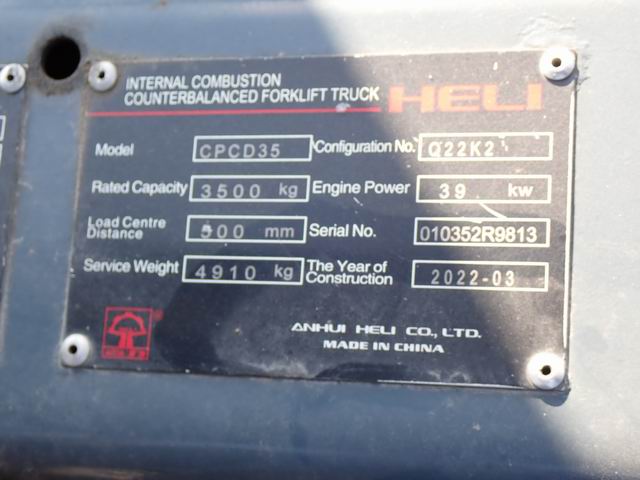 INTERNAL COMBUSTION
COUNTERBALANCED FORKLIFT TRUCK HELI
Model CPCD35 Configuration No. Q22K2
Rated Capacity 3500 kg Engine Power 39 kw
Load Centre
Distance 500 mm Serial No. 010352R9813
Service Weight 4910 kg The Year of
Construction 2022-03
ANHUI HELI CO., LTD.
MADE IN CHINA